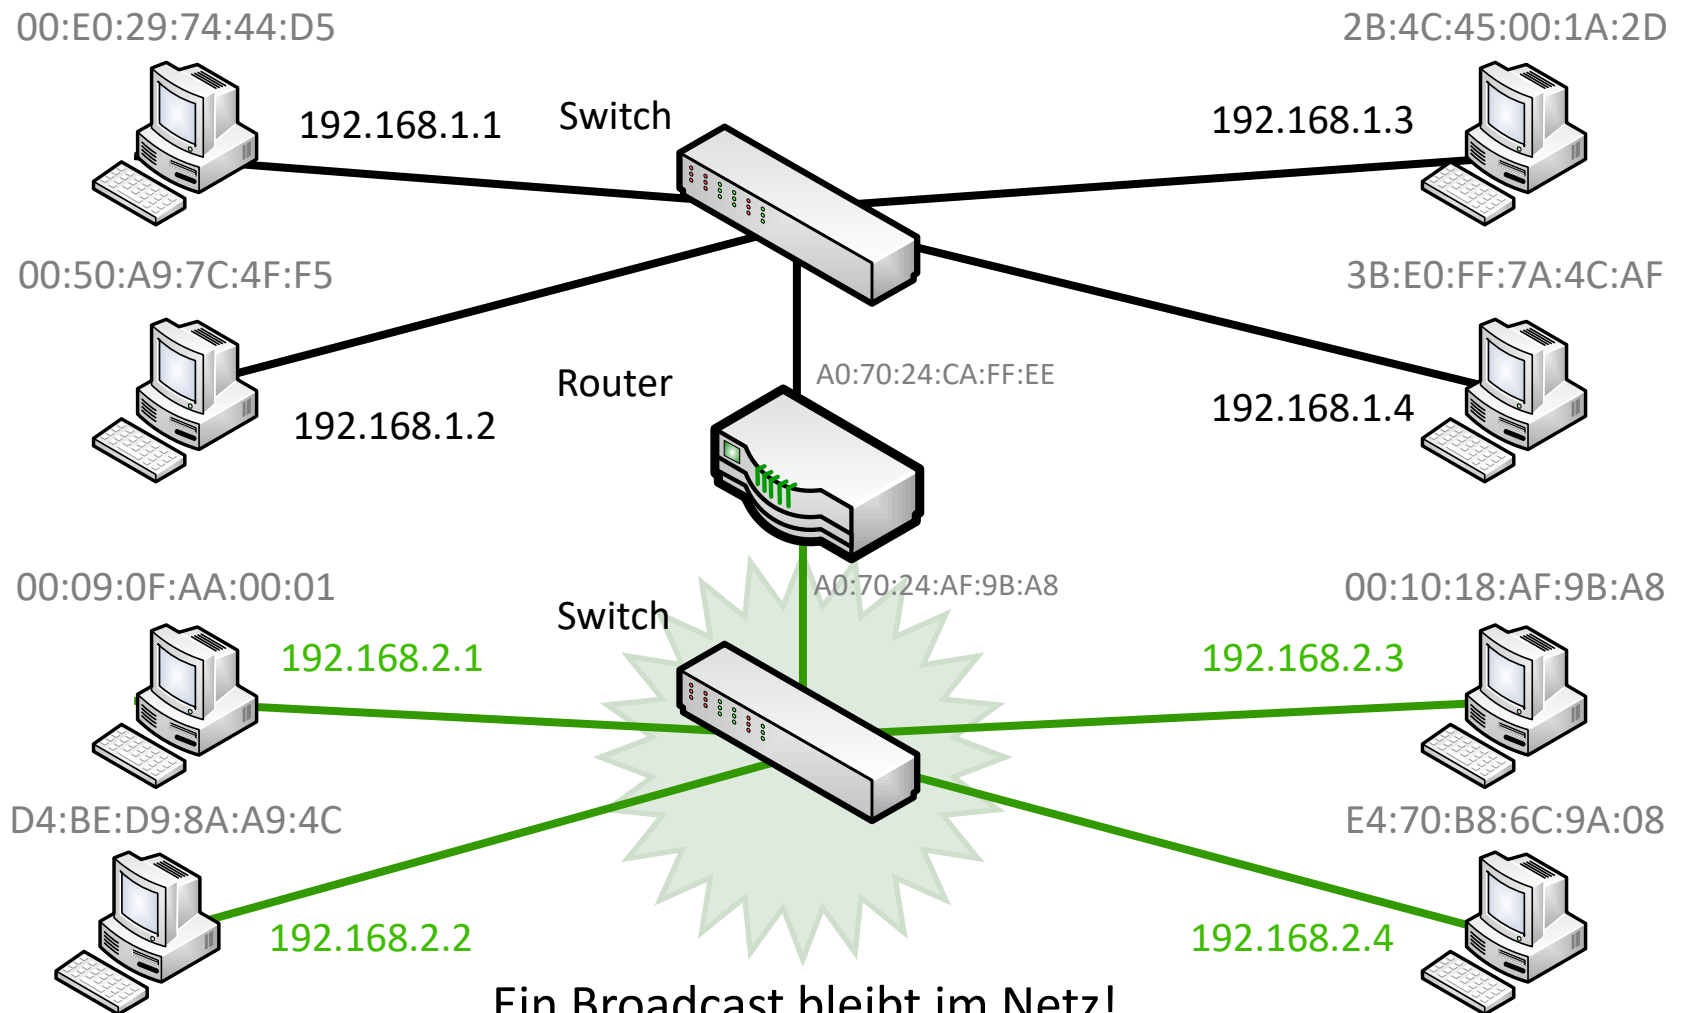 00:E0:29:74:44:D5
2B:4C:45:00:1A:2D
192.168.1.1
Switch
192.168.1.3
00:50:A9:7C:4F:F5
3B:E0:FF:7A:4C:AF
Router
A0:70:24:CA:FF:EE
192.168.1.2
192.168.1.4
00:09:0F:AA:00:01
A0:70:24:AF:9B:A8
00:10:18:AF:9B:A8
Switch
192.168.2.1
192.168.2.3
D4:BE:D9:8A:A9:4C
E4:70:B8:6C:9A:08
192.168.2.2
192.168.2.4
Ein Broadcast bleibt im Netz!